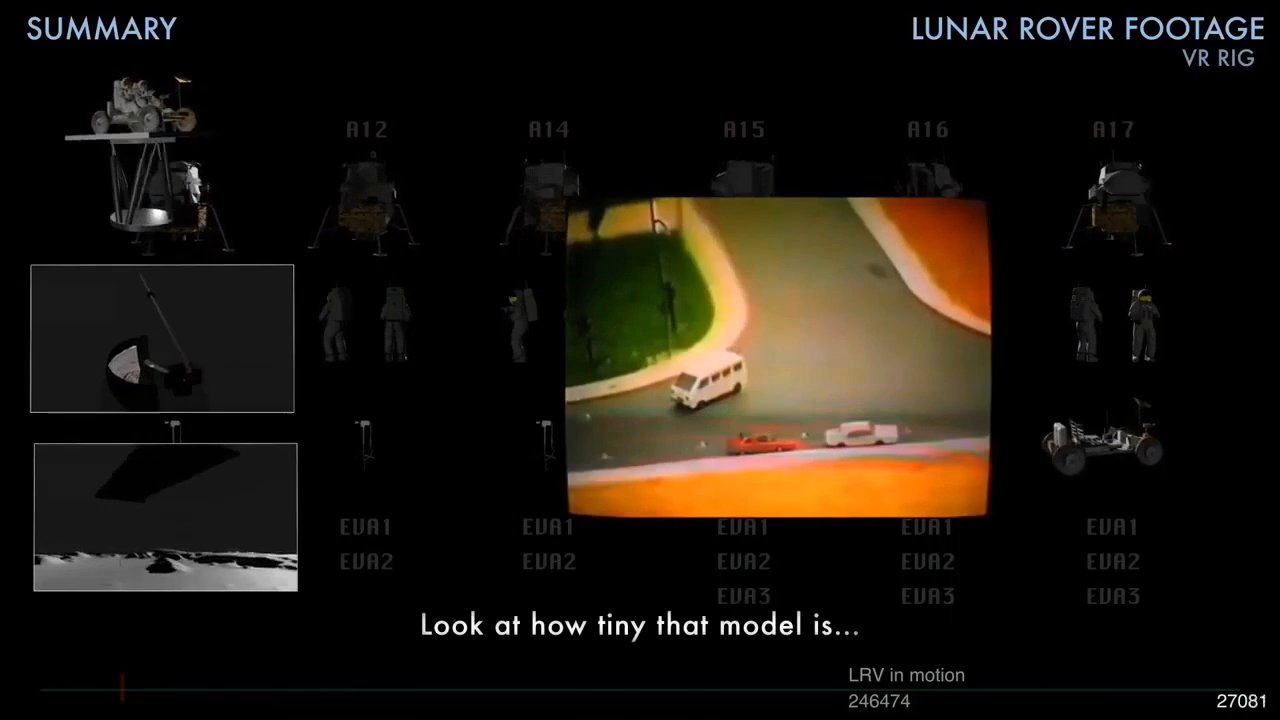 SUMMARY
LUNAR ROVER FOOTAGE
VR RIG
A12 A14 A15 A16 A17
EVA1 EVA1 EVA1 EVA1 EVA1
EVA2 EVA2 EVA2 EVA2 EVA2
EVA3 EVA3 EVA3
Look at how tiny that model is...
LRV in motion
246474 27081